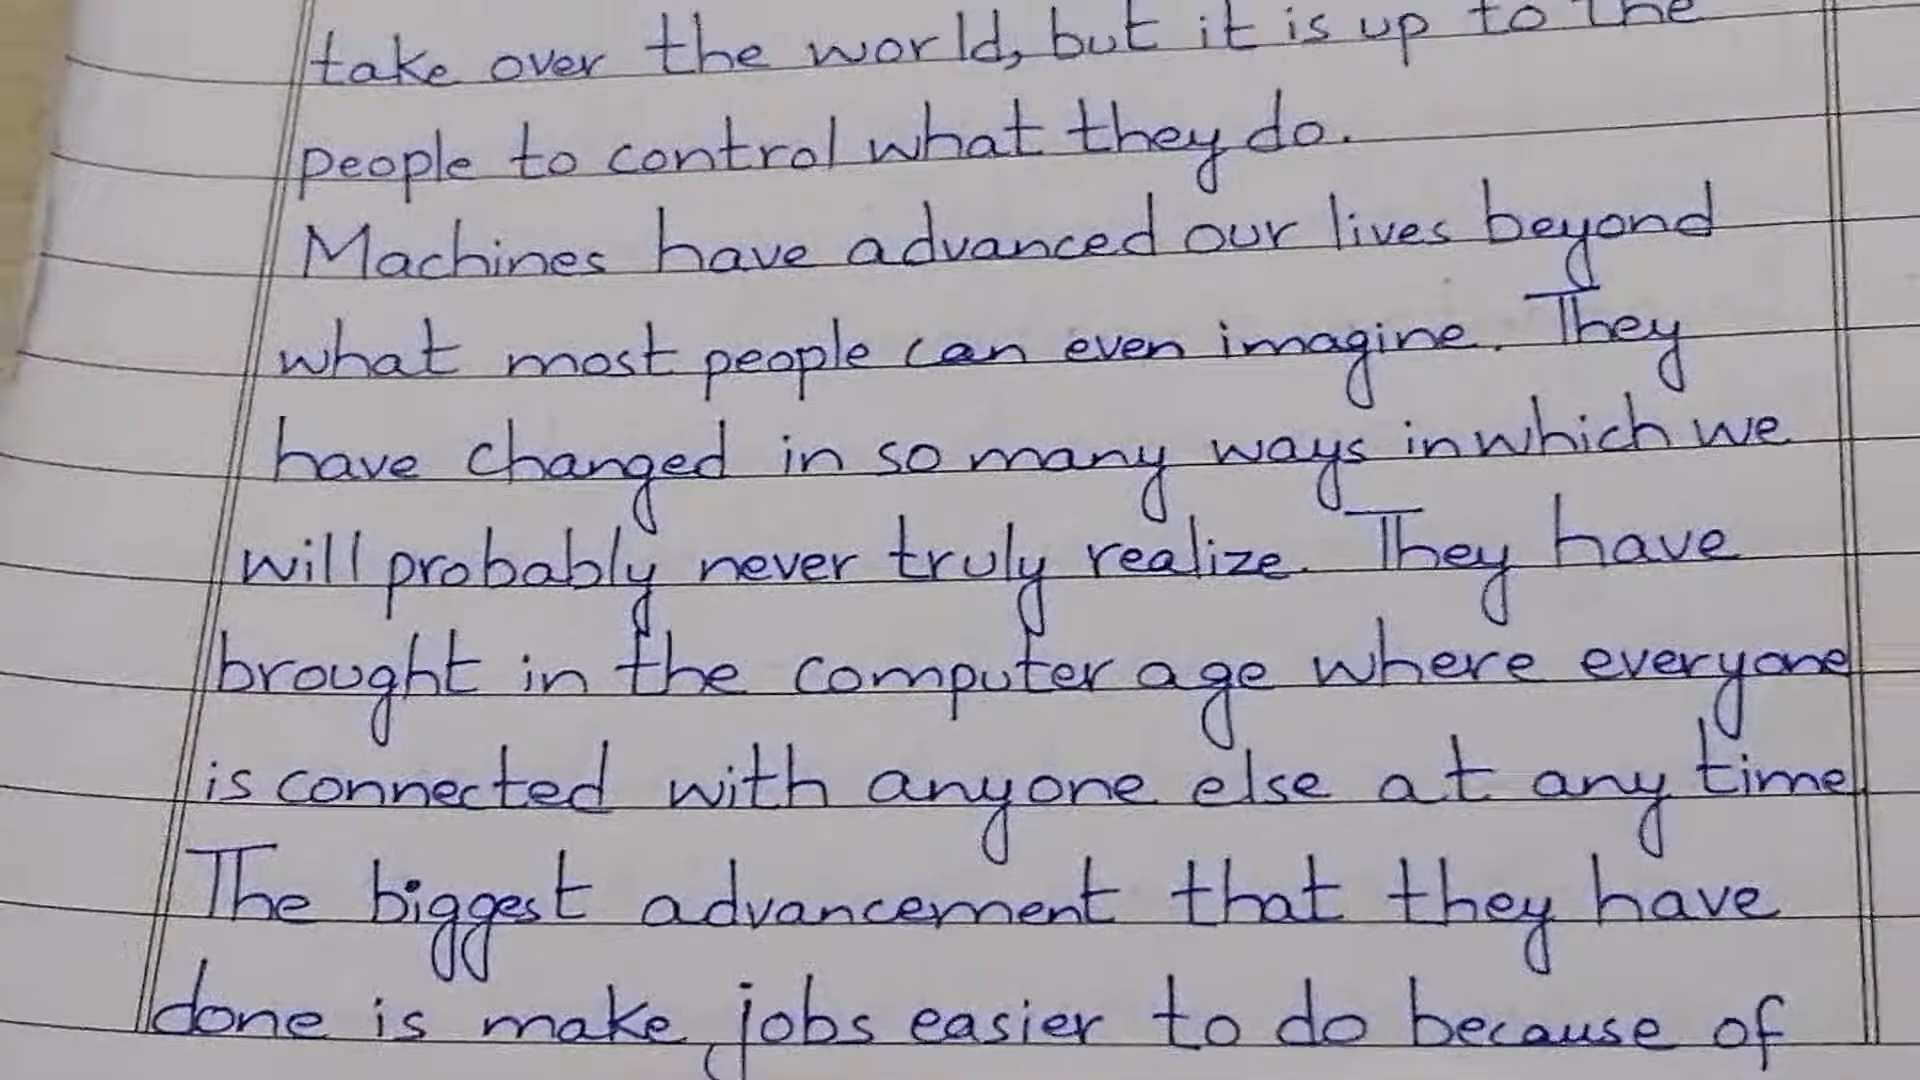 take over the world, but it is up to the
people to control what they do.
Machines have advanced our lives beyond
what most people can even imagine. They
have changed in so many ways in which we
will probably never truly realize. They have
brought in the computer age where everyone
is connected with anyone else at any time
The biggest advancement that they have
done is make jobs easier to do because of